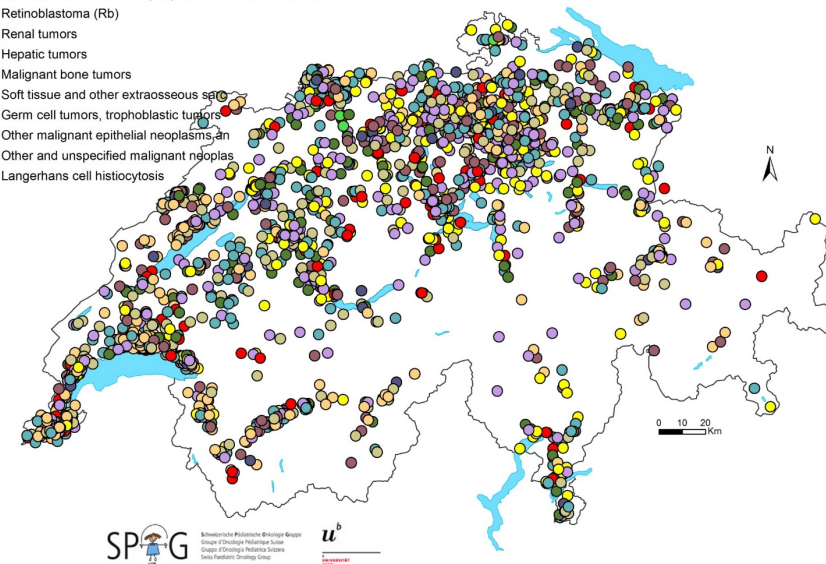 Retinoblastoma (Rb)
Renal tumors
Hepatic tumors
Malignant bone tumors
Soft tissue and other extraosseous sarc
Germ cell tumors, trophoblastic tumors
Other malignant epithelial neoplasms an
Other and unspecified malignant neoplas
Langerhans cell histiocytosis
N
0 10 20
Km
SPOG
Schweizerische Pädiatrische Onkologie Gruppe
Groupe d'Oncologie Pédiatrique Suisse
Gruppo d'Oncologia Pediatrica Svizzera
Swiss Paediatric Oncology Group
u b
UNIVERSITÄT